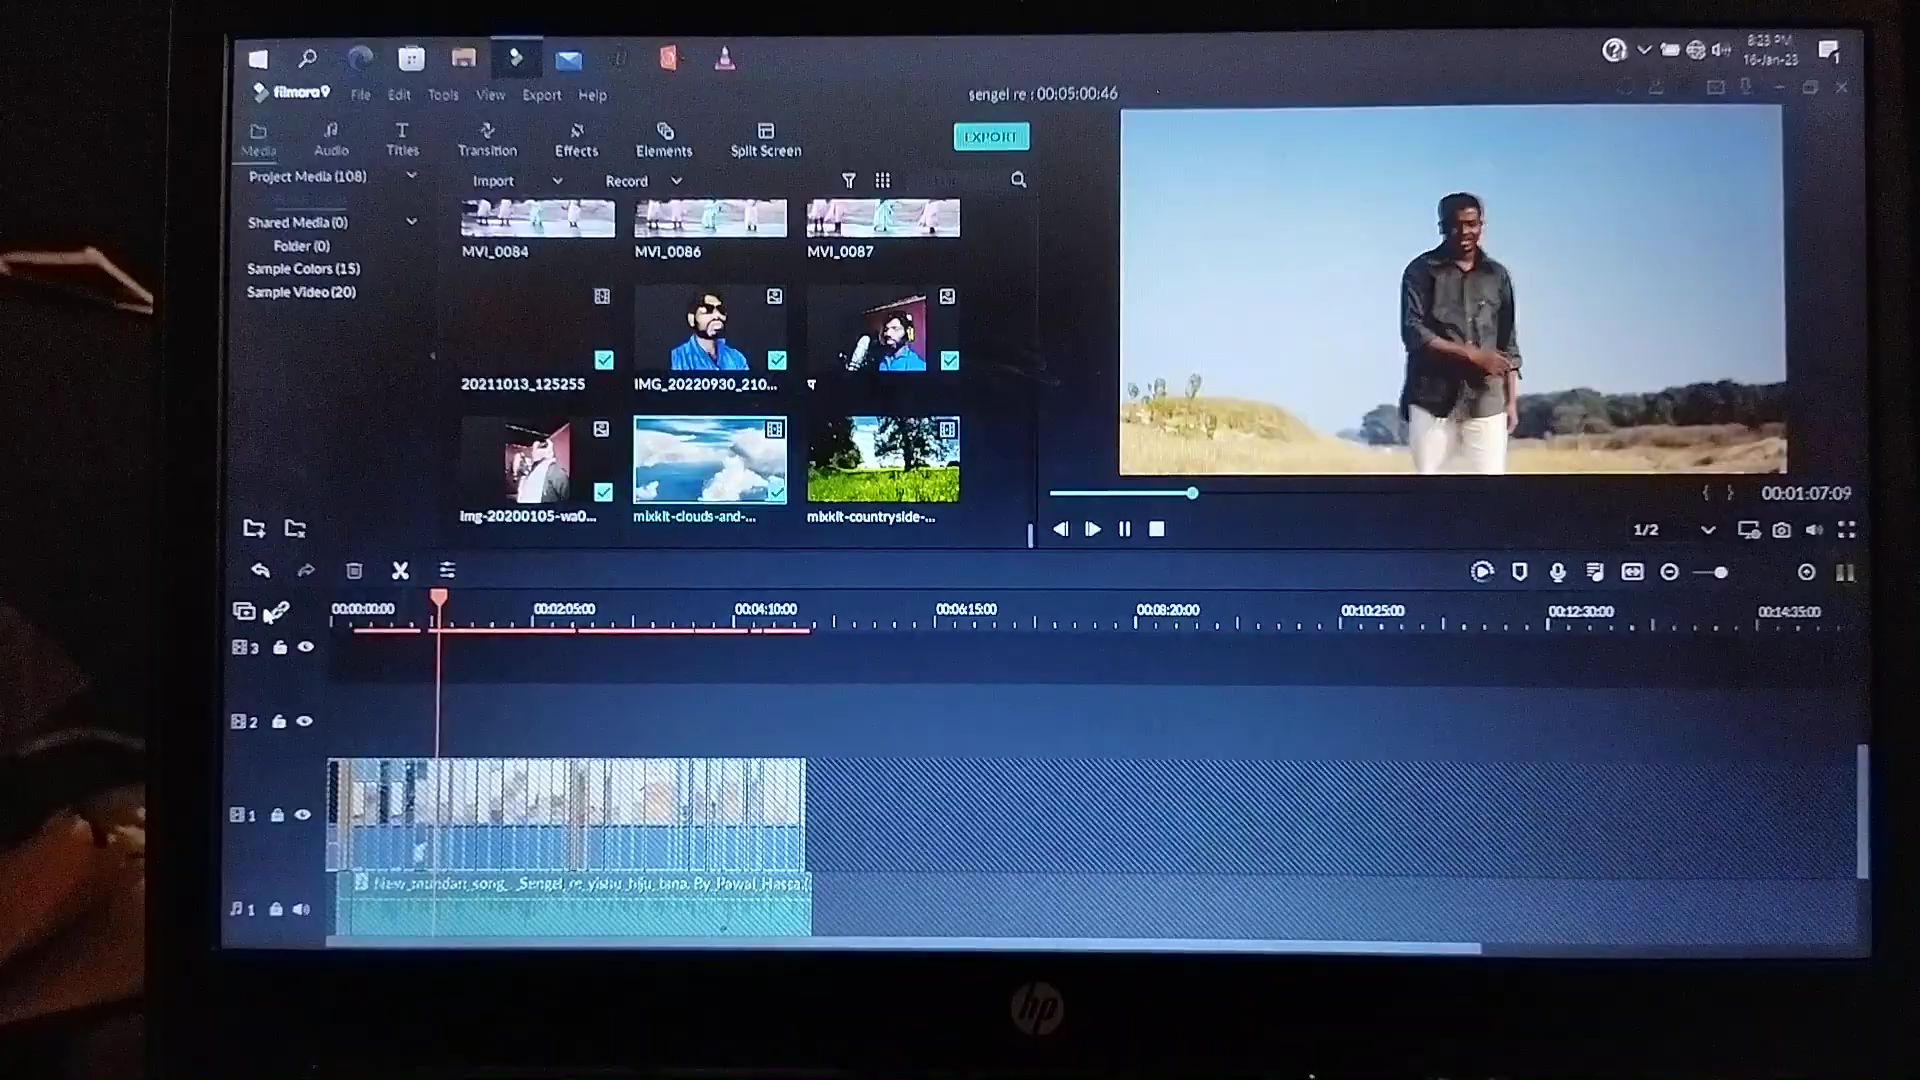 8:23 PM
16-Jan-23
filmora9 File Edit Tools View Export Help
sengel re : 00:05:00:46
Media Audio Titles Transition Effects Elements Split Screen
EXPORT
Project Media (108)
Import Record
Shared Media (0)
Folder (0)
Sample Colors (15)
Sample Video (20)
MVI_0084 MVI_0086 MVI_0087
20211013_125255 IMG_20220930_210... प
img-20200105-wa0... mixkit-clouds-and-... mixkit-countryside-...
00:01:07:09
1/2
00:00:00:00 00:02:05:00 00:04:10:00 00:06:15:00 00:08:20:00 00:10:25:00 00:12:30:00 00:14:35:00
3
2
1
New_mundari_song_ _Sengel_re_yishu_hiju_tana. By_Pawal_Hassa.
1
hp